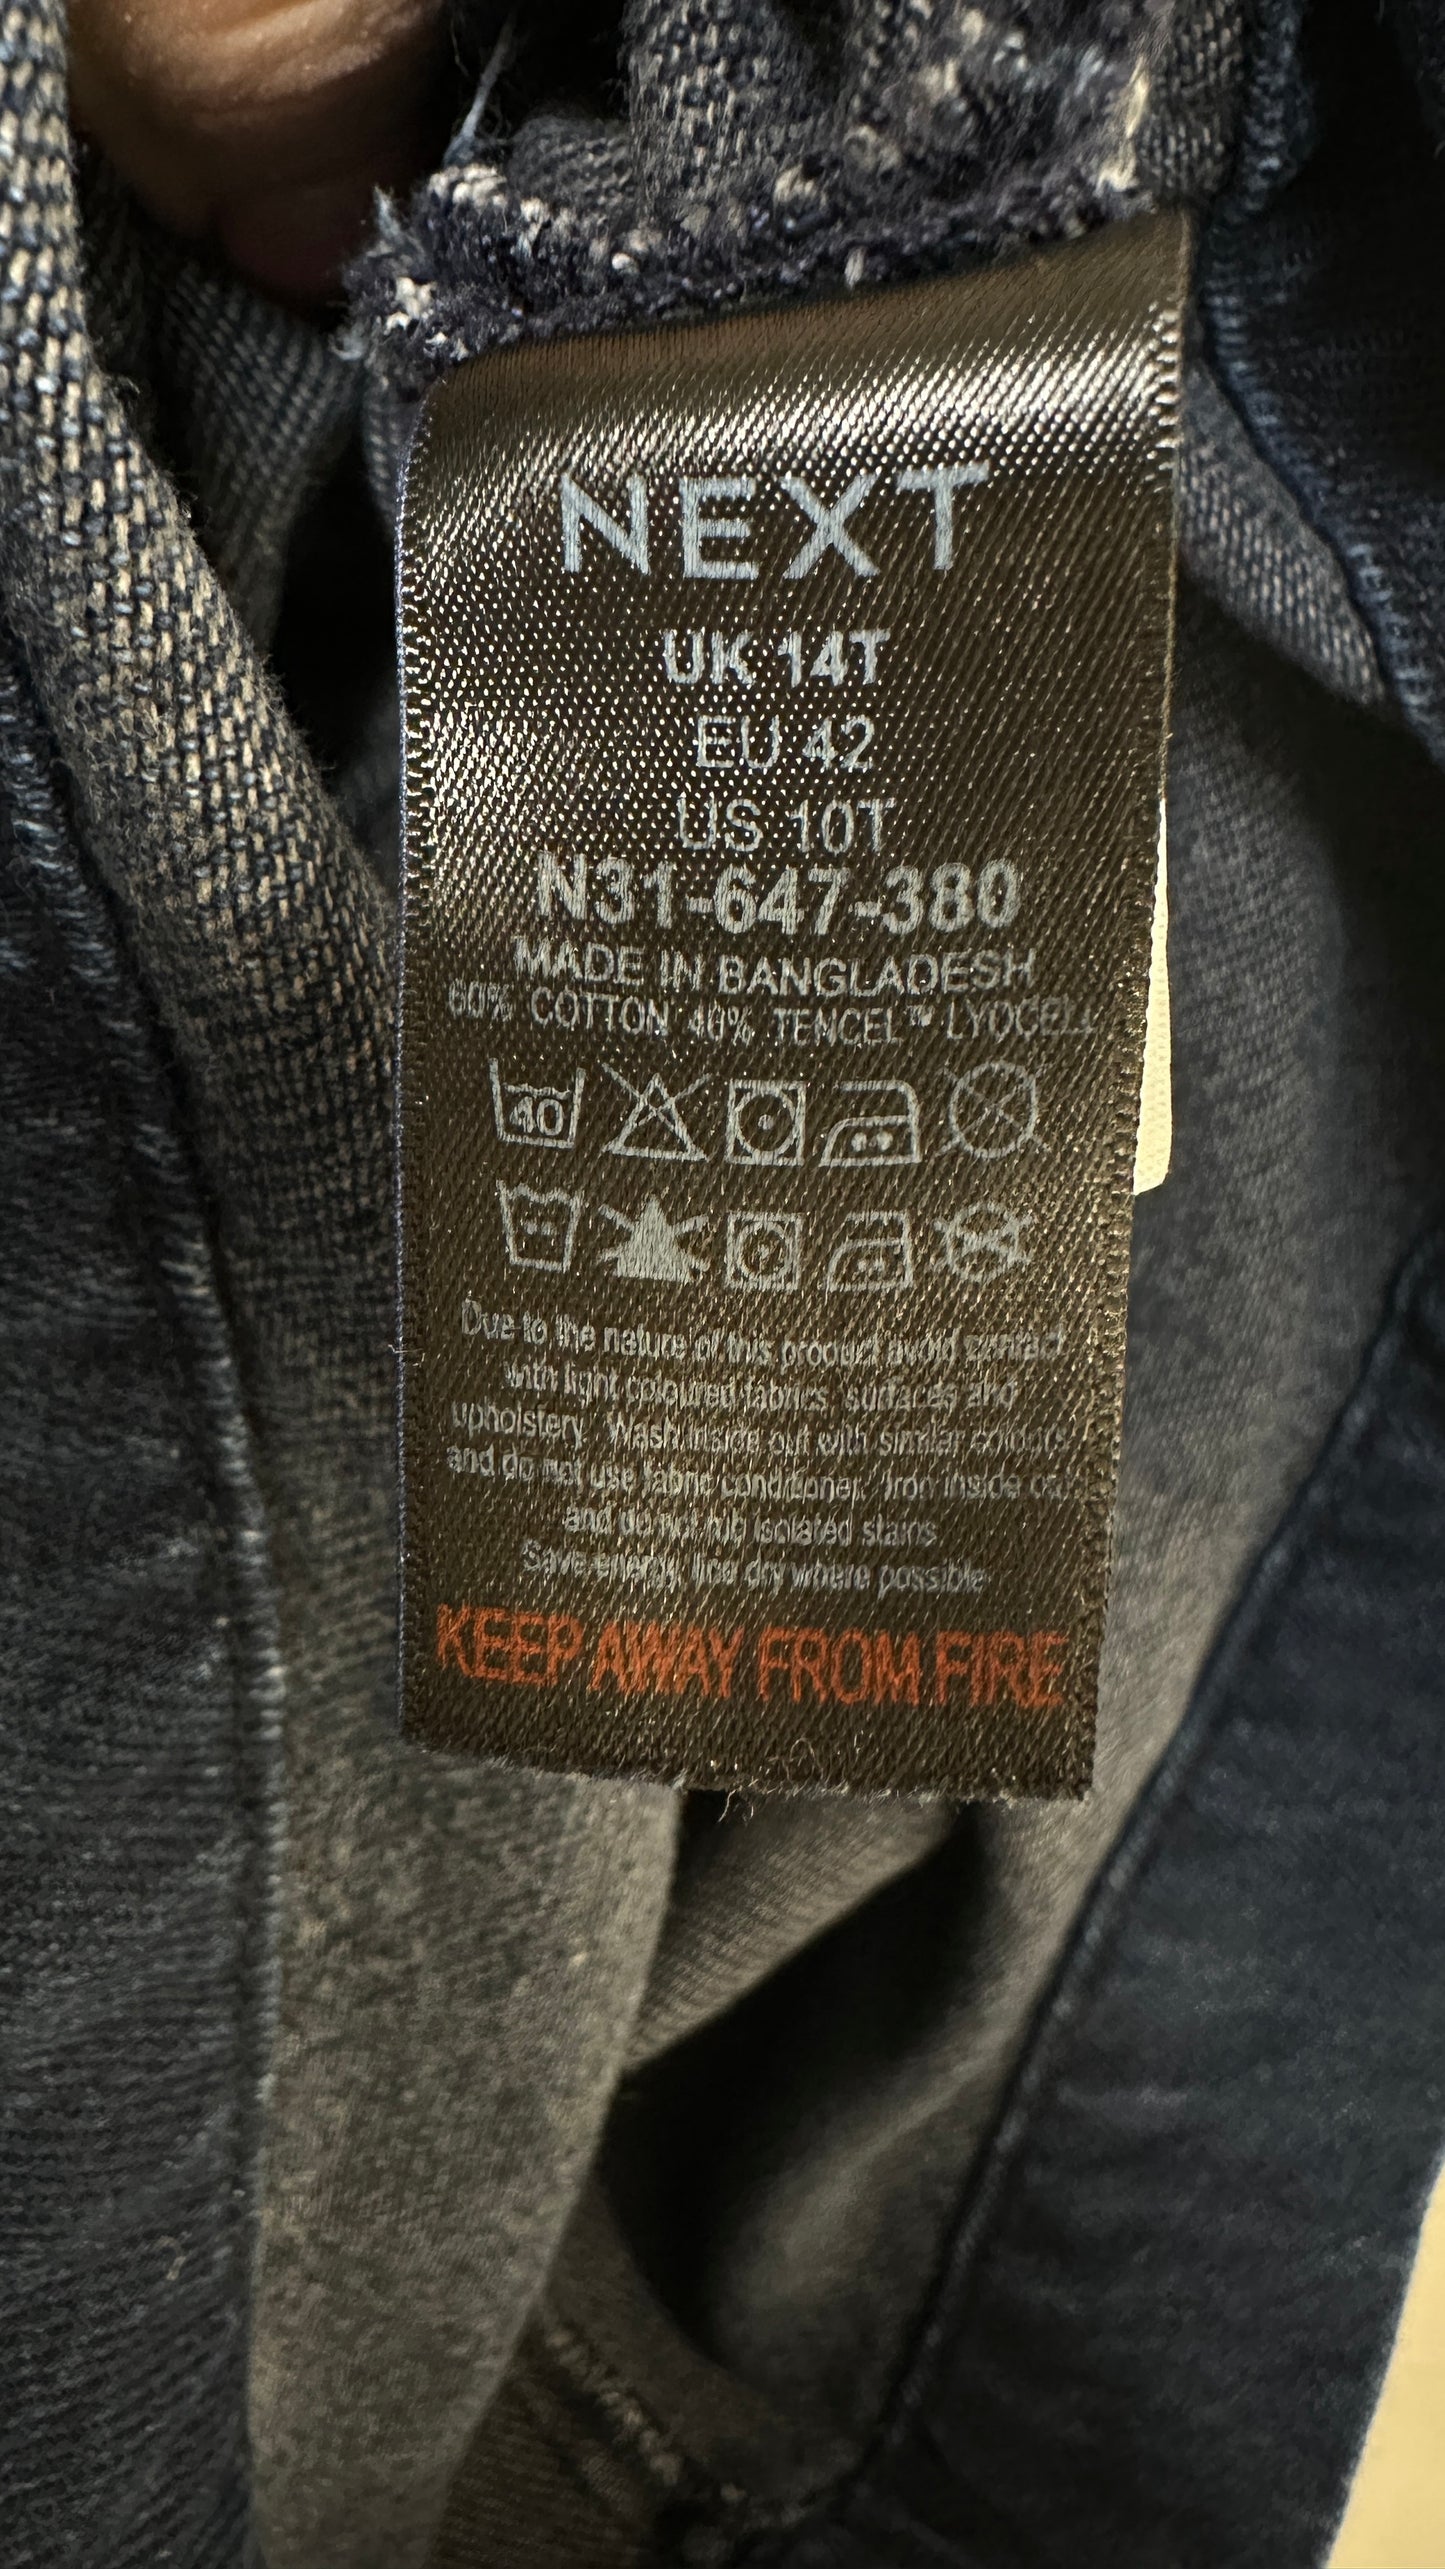 NEXT
UK 14T
EU 42
US 10T
N31-647-380
MADE IN BANGLADESH
60% COTTON 40% TENCEL™ LYOCELL
40
Due to the nature of this product avoid contact
with light coloured fabrics, surfaces and
upholstery. Wash inside out with similar colours
and do not use fabric conditioner. Iron inside out
and do not rub isolated stains
Save energy, line dry where possible
KEEP AWAY FROM FIRE